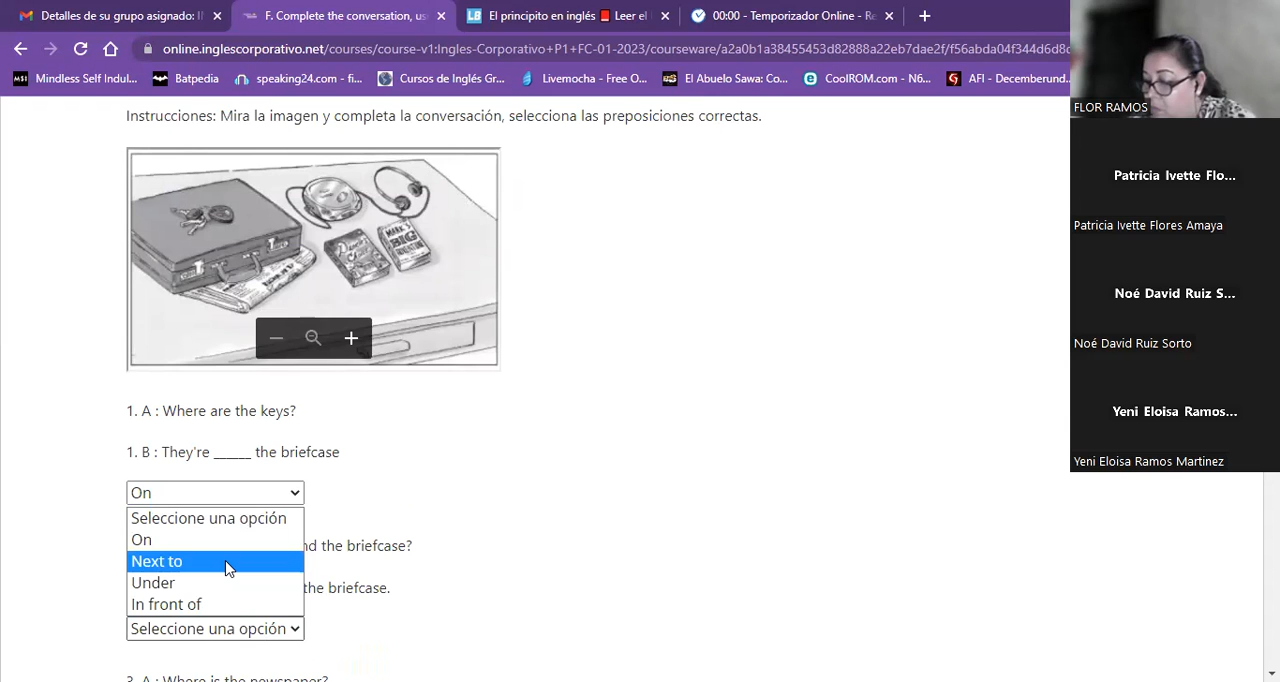 Detalles de su grupo asignado: I
F. Complete the conversation, us
El principito en inglés 📕 Leer el l
00:00 - Temporizador Online - Re
online.inglescorporativo.net/courses/course-v1:Ingles-Corporativo+P1+FC-01-2023/courseware/a2a0b1a38455453d82888a22eb7dae2f/f56abda04f344d6d8d
Mindless Self Indul...
Batpedia
speaking24.com - fi...
Cursos de Inglés Gr...
Livemocha - Free O...
El Abuelo Sawa: Co...
CoolROM.com - N6...
AFI - Decemberund...
FLOR RAMOS
Instrucciones: Mira la imagen y completa la conversación, selecciona las preposiciones correctas.
Patricia Ivette Flo...
Patricia Ivette Flores Amaya
BIG
Noé David Ruiz S...
Noé David Ruiz Sorto
1. A : Where are the keys?
Yeni Eloisa Ramos...
1. B : They're ______ the briefcase
Yeni Eloisa Ramos Martinez
On
Seleccione una opción
On
nd the briefcase?
Next to
Under
the briefcase.
In front of
Seleccione una opción
3. A : Where is the newspaper?